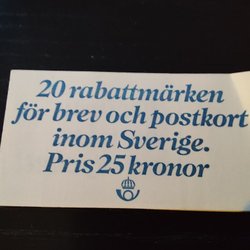 20 rabattmärken
för brev och postkort
inom Sverige.
Pris 25 kronor